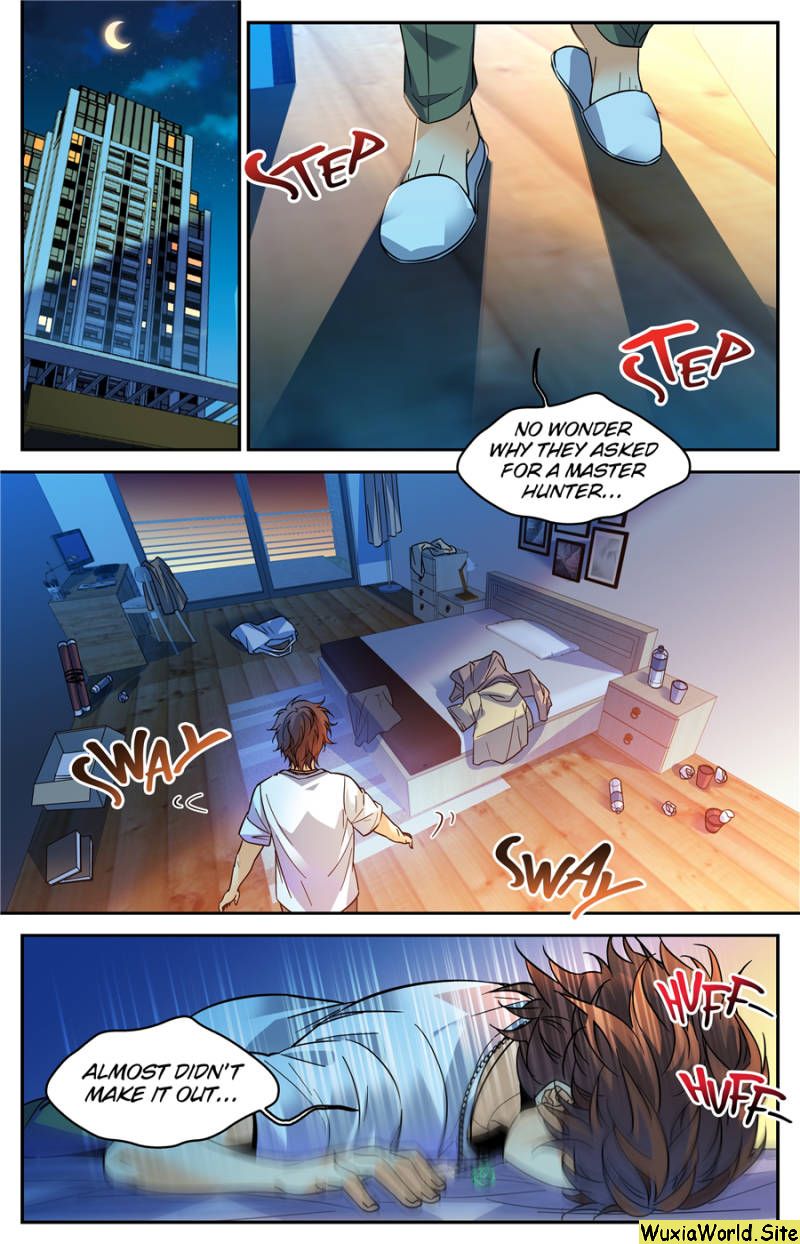 STEP
STEP
NO WONDER
WHY THEY ASKED
FOR A MASTER
HUNTER...
SWAY
SWAY
HUFF-
HUFF-
ALMOST DIDN'T
MAKE IT OUT...
WuxiaWorld.Site